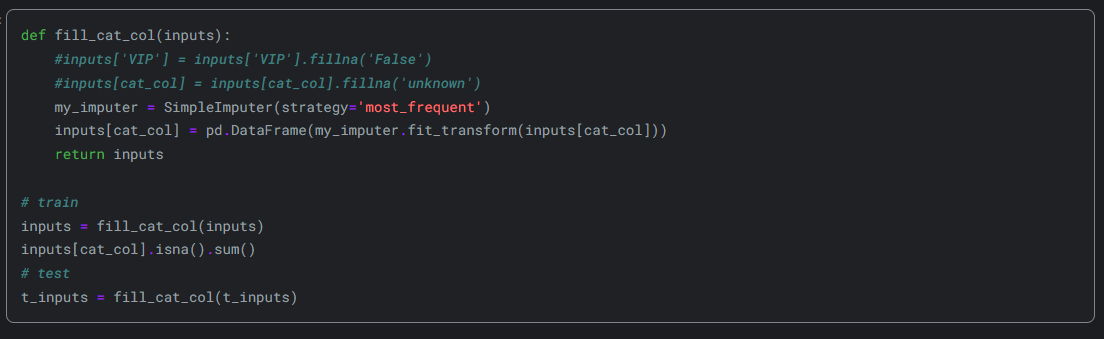 def fill_cat_col(inputs):
    #inputs['VIP'] = inputs['VIP'].fillna('False')
    #inputs[cat_col] = inputs[cat_col].fillna('unknown')
    my_imputer = SimpleImputer(strategy='most_frequent')
    inputs[cat_col] = pd.DataFrame(my_imputer.fit_transform(inputs[cat_col]))
    return inputs

# train
inputs = fill_cat_col(inputs)
inputs[cat_col].isna().sum()
# test
t_inputs = fill_cat_col(t_inputs)